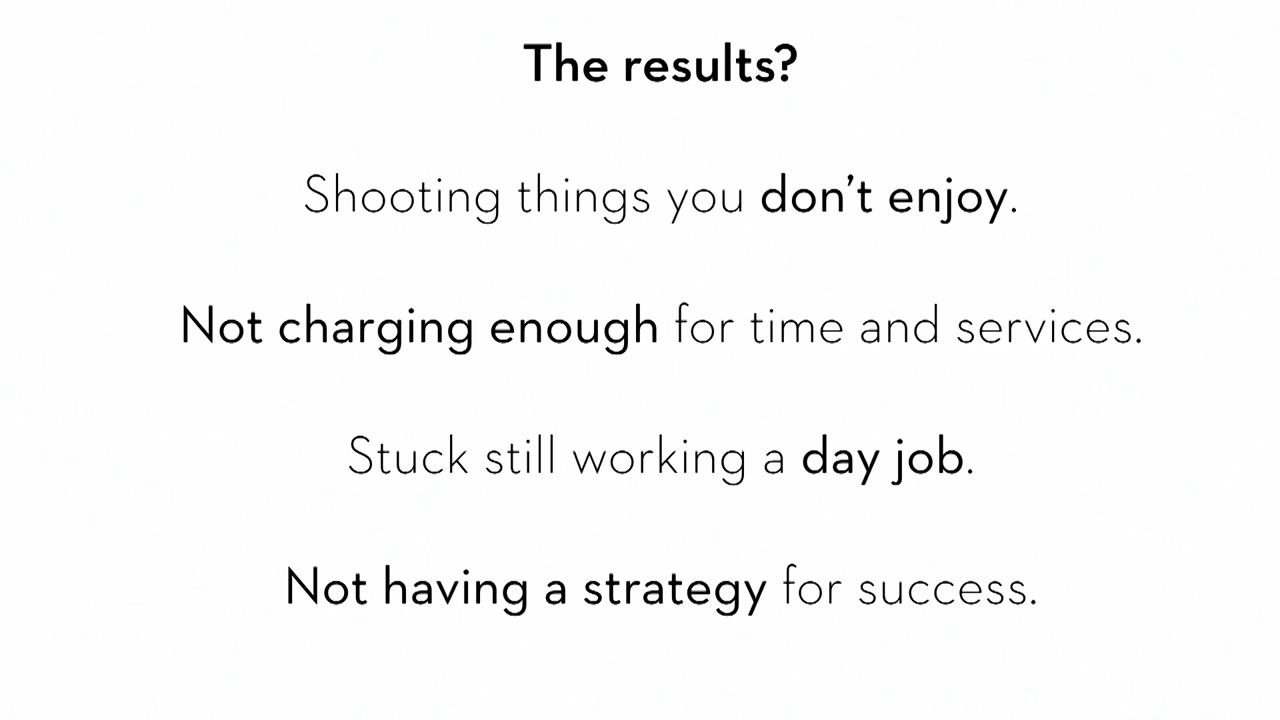 The results?
Shooting things you don't enjoy.
Not charging enough for time and services.
Stuck still working a day job.
Not having a strategy for success.